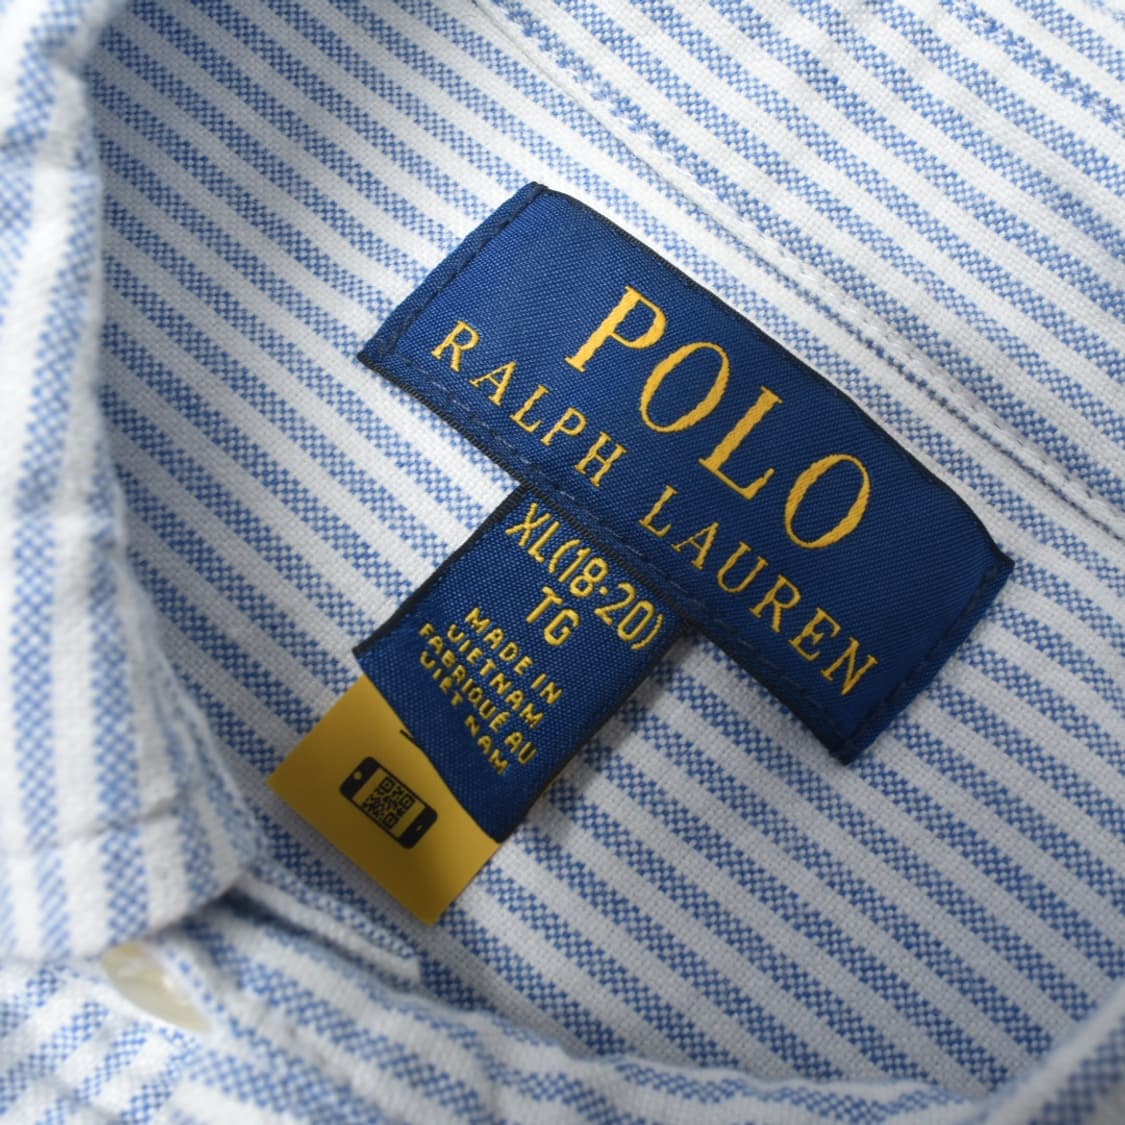 POLO
RALPH LAUREN
XL(18-20)
TG
MADE IN
VIETNAM
FABRIQUÉ AU
VIET NAM